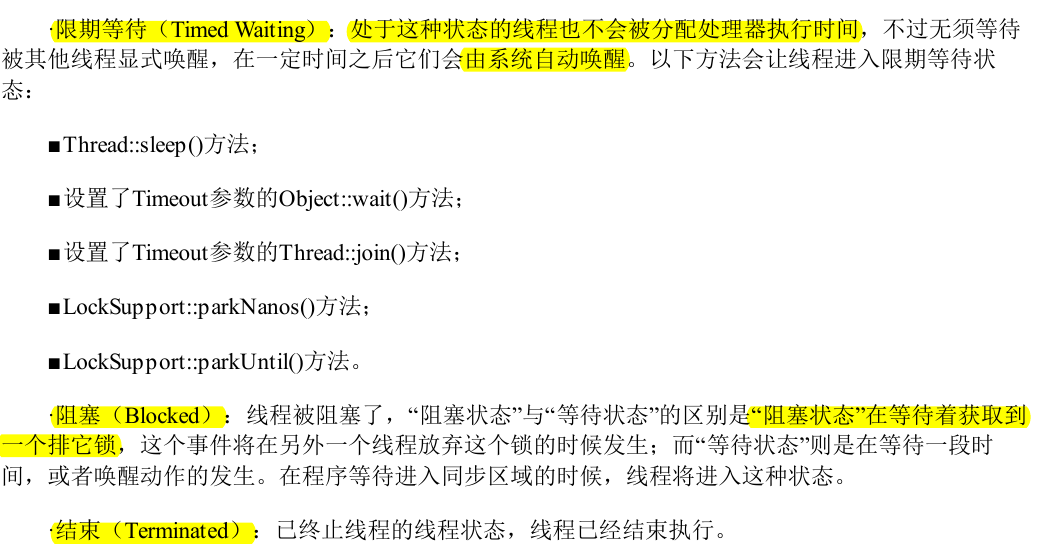 ·限期等待（Timed Waiting）：处于这种状态的线程也不会被分配处理器执行时间，不过无须等待
被其他线程显式唤醒，在一定时间之后它们会由系统自动唤醒。以下方法会让线程进入限期等待状
态：
■Thread::sleep()方法；
■设置了Timeout参数的Object::wait()方法；
■设置了Timeout参数的Thread::join()方法；
■LockSupport::parkNanos()方法；
■LockSupport::parkUntil()方法。
·阻塞（Blocked）：线程被阻塞了，“阻塞状态”与“等待状态”的区别是“阻塞状态”在等待着获取到
一个排它锁，这个事件将在另外一个线程放弃这个锁的时候发生；而“等待状态”则是在等待一段时
间，或者唤醒动作的发生。在程序等待进入同步区域的时候，线程将进入这种状态。
·结束（Terminated）：已终止线程的线程状态，线程已经结束执行。